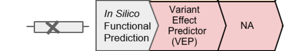 In Silico
Functional
Prediction
Variant
Effect
Predictor
(VEP)
NA